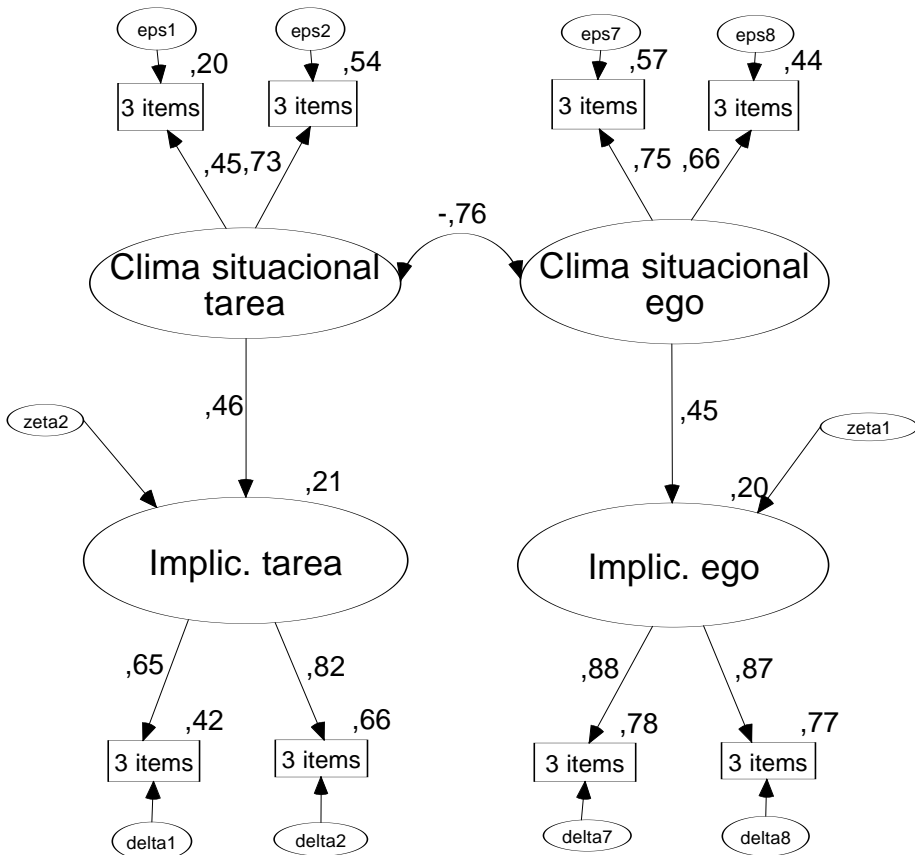 eps1
eps2
eps7
eps8
,20
,54
,57
,44
3 items
3 items
3 items
3 items
,45
,73
,75
,66
-,76
Clima situacional
tarea
Clima situacional
ego
,46
,45
zeta2
zeta1
,21
,20
Implic. tarea
Implic. ego
,65
,82
,88
,87
,42
,66
,78
,77
3 items
3 items
3 items
3 items
delta1
delta2
delta7
delta8